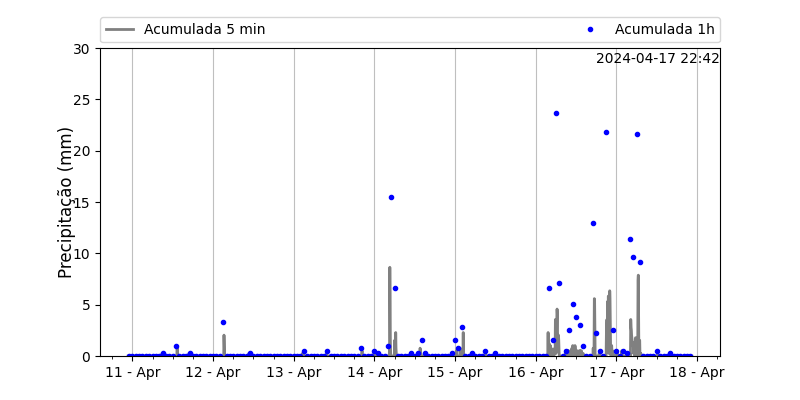 Acumulada 5 min
Acumulada 1h
2024-04-17 22:42
Precipitação (mm)
30
25
20
15
10
5
0
11 - Apr
12 - Apr
13 - Apr
14 - Apr
15 - Apr
16 - Apr
17 - Apr
18 - Apr